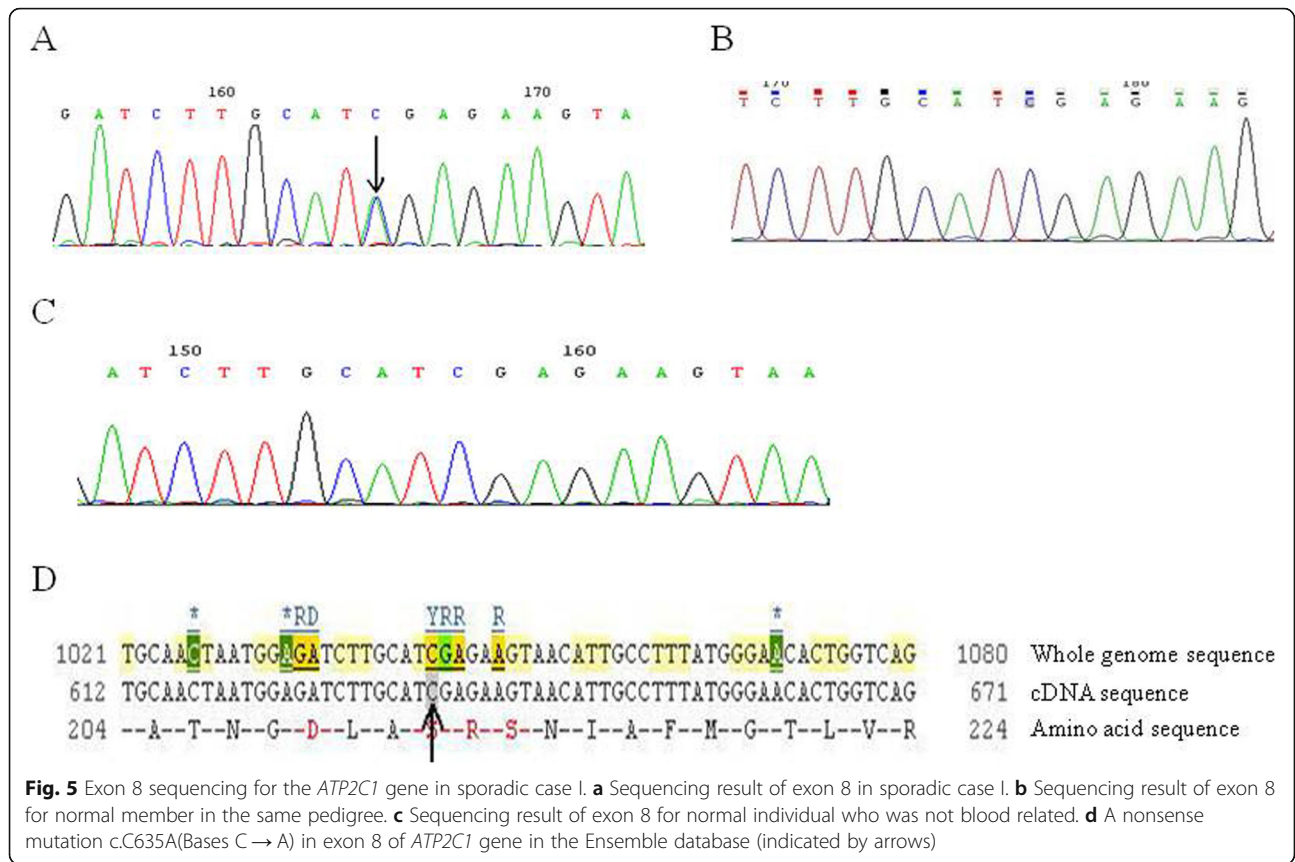 A
160 170
G A T C T T G C A T C G A G A A G T A
B
170 180
T C T T G C A T C G A G A A G
C
150 160
A T C T T G C A T C G A G A A G T A A
D
* *RD YRR R *
1021 TGCAACTAATGGAGATCTTGCATCGAGAAGTAACATTGCCTTTATGGGAACACTGGTCAG 1080 Whole genome sequence
612 TGCAACTAATGGAGATCTTGCATCGAGAAGTAACATTGCCTTTATGGGAACACTGGTCAG 671 cDNA sequence
204 --A--T--N--G--D--L--A--S--R--S--N--I--A--F--M--G--T--L--V--R 224 Amino acid sequence
Fig. 5 Exon 8 sequencing for the ATP2C1 gene in sporadic case I. a Sequencing result of exon 8 in sporadic case I. b Sequencing result of exon 8
for normal member in the same pedigree. c Sequencing result of exon 8 for normal individual who was not blood related. d A nonsense
mutation c.C635A(Bases C → A) in exon 8 of ATP2C1 gene in the Ensemble database (indicated by arrows)